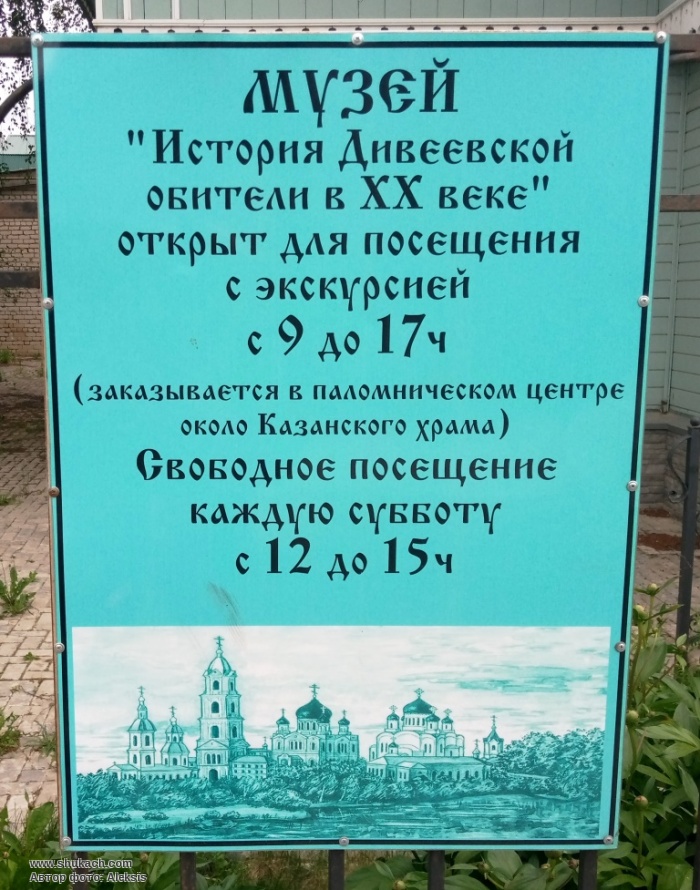 МУЗЕЙ
"История Дивеевской
обители в XX веке"
открыт для посещения
с экскурсией
с 9 до 17ч
(заказывается в паломническом центре
около Казанского храма)
Свободное посещение
каждую субботу
с 12 до 15ч
www.shukach.com
Автор фото: Aleksis